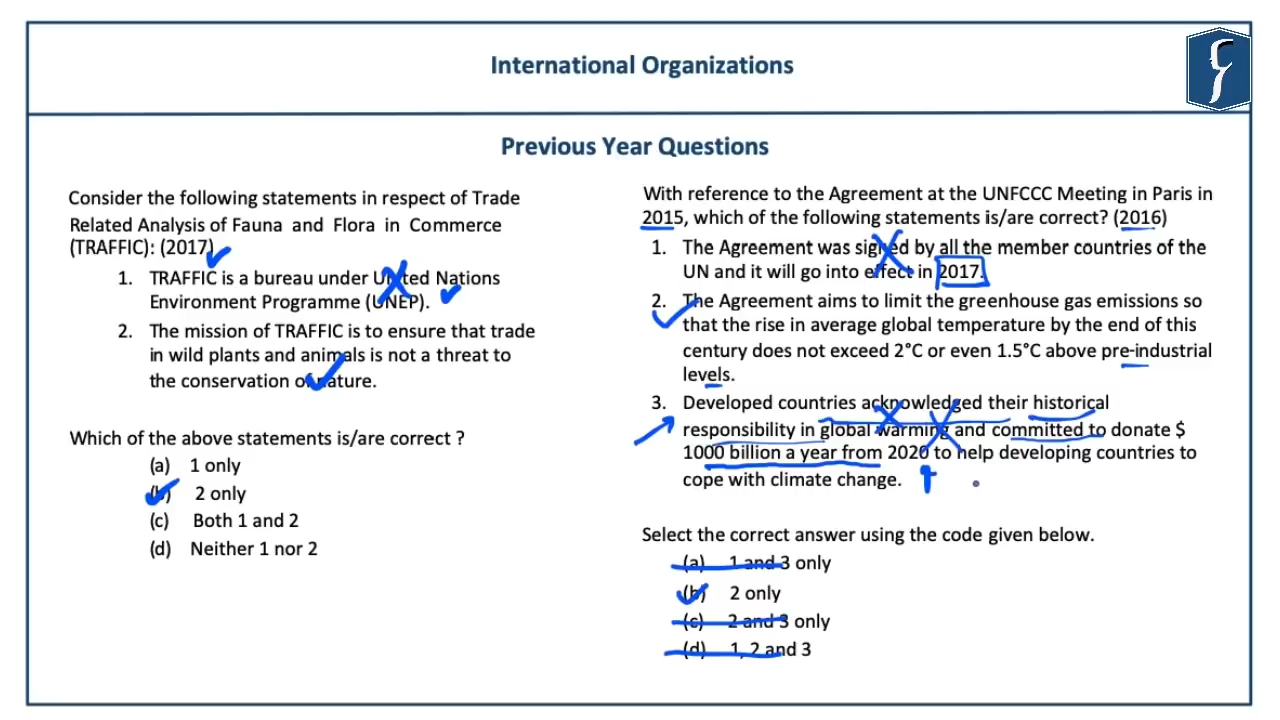 International Organizations
Previous Year Questions
Consider the following statements in respect of Trade
Related Analysis of Fauna and Flora in Commerce
(TRAFFIC): (2017)
1. TRAFFIC is a bureau under United Nations
Environment Programme (UNEP).
2. The mission of TRAFFIC is to ensure that trade
in wild plants and animals is not a threat to
the conservation of nature.
Which of the above statements is/are correct ?
(a) 1 only
(b) 2 only
(c) Both 1 and 2
(d) Neither 1 nor 2
With reference to the Agreement at the UNFCCC Meeting in Paris in
2015, which of the following statements is/are correct? (2016)
1. The Agreement was signed by all the member countries of the
UN and it will go into effect in 2017.
2. The Agreement aims to limit the greenhouse gas emissions so
that the rise in average global temperature by the end of this
century does not exceed 2°C or even 1.5°C above pre-industrial
levels.
3. Developed countries acknowledged their historical
responsibility in global warming and committed to donate $
1000 billion a year from 2020 to help developing countries to
cope with climate change.
Select the correct answer using the code given below.
(a) 1 and 3 only
(b) 2 only
(c) 2 and 3 only
(d) 1, 2 and 3